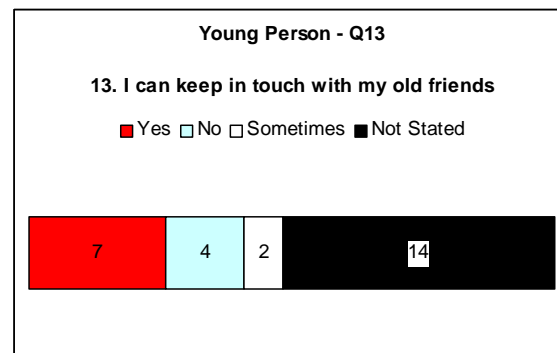 Young Person - Q13
13. I can keep in touch with my old friends
Yes No Sometimes Not Stated
7 4 2 14